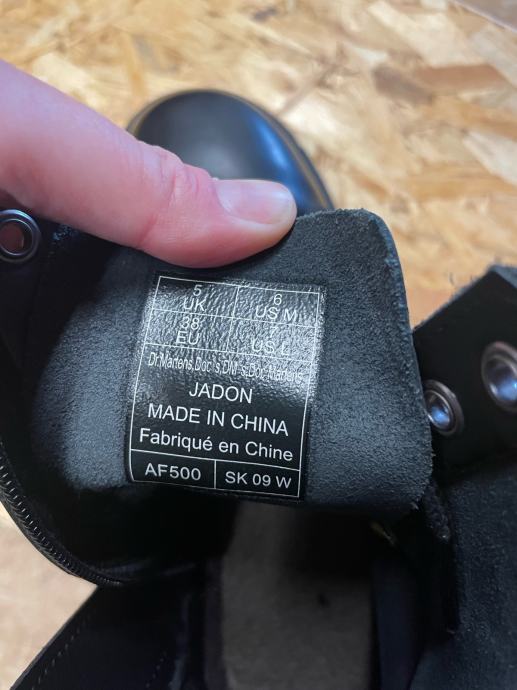 5 UK 6 US M
38 EU 7 US L
Dr.Martens,Doc's,DM's,Doc Martens
JADON
MADE IN CHINA
Fabriqué en Chine
AF500 SK 09 W